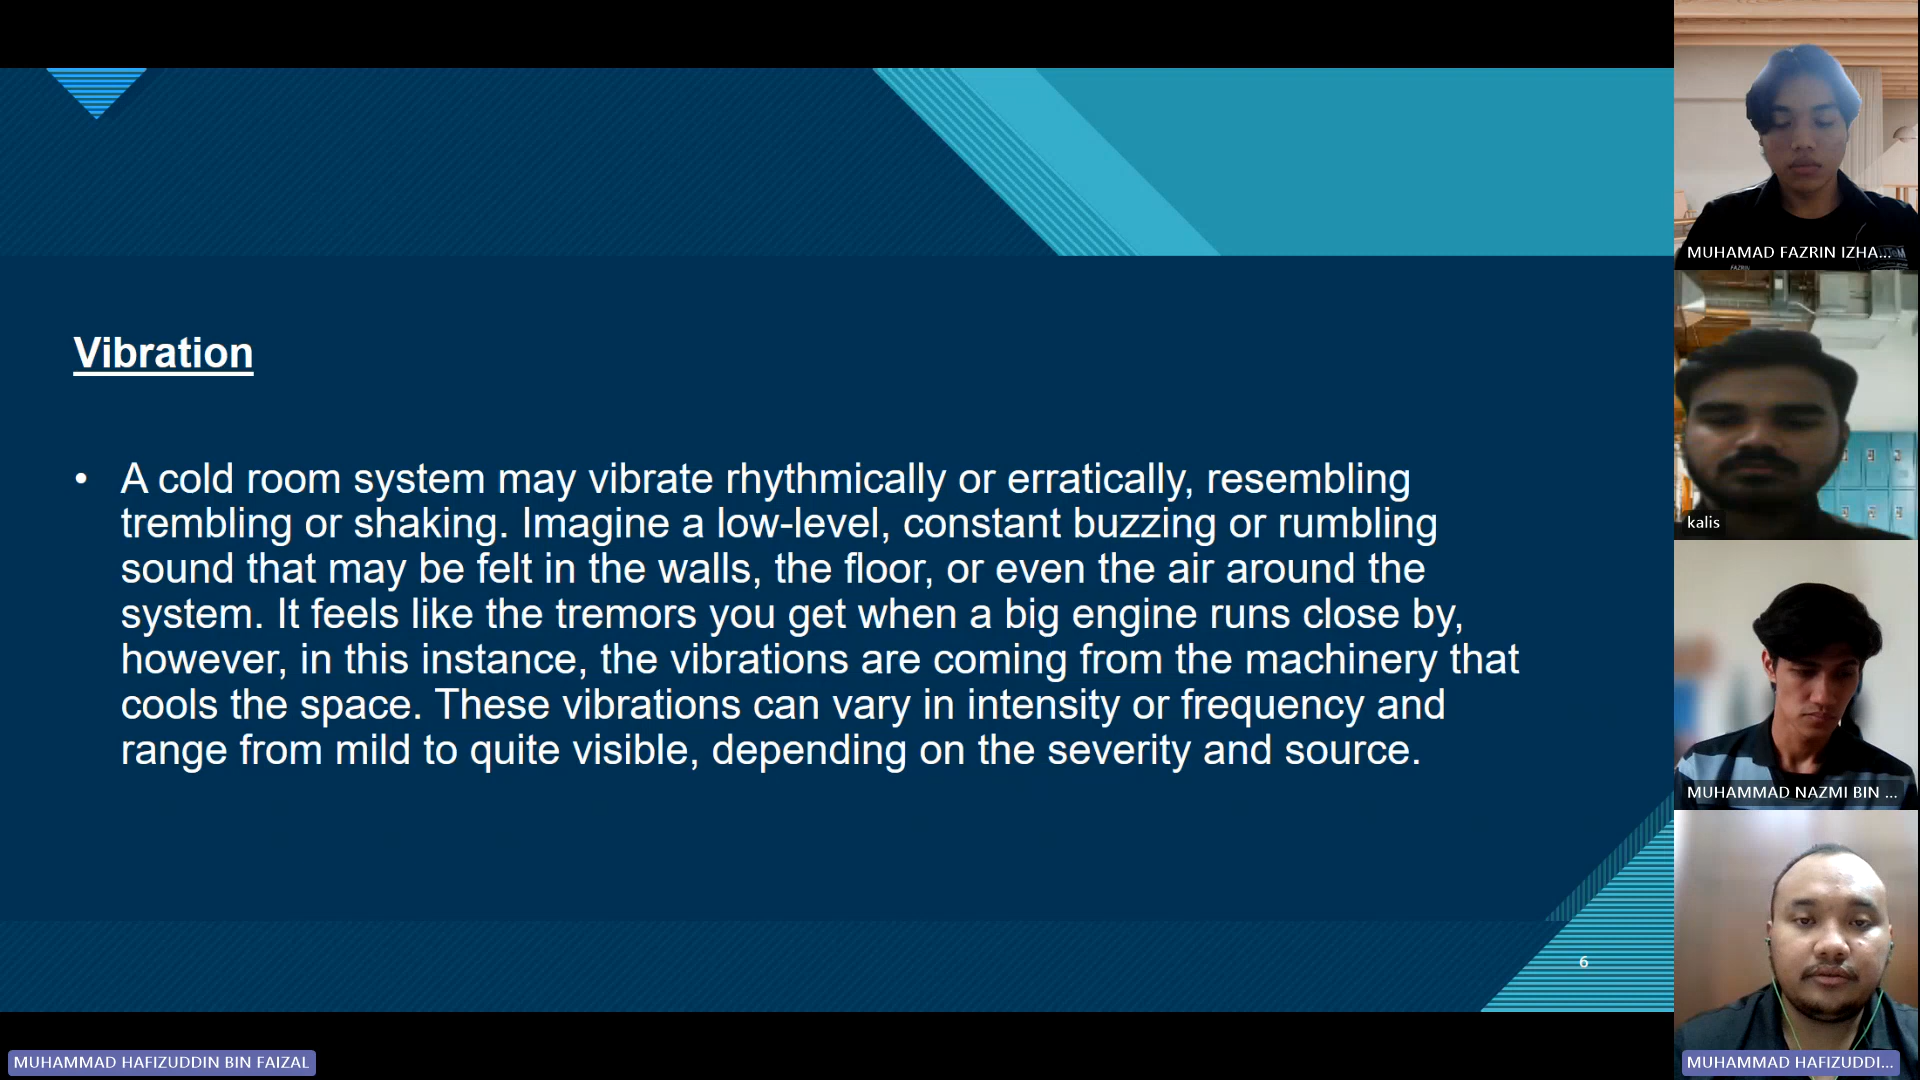 Vibration
• A cold room system may vibrate rhythmically or erratically, resembling
trembling or shaking. Imagine a low-level, constant buzzing or rumbling
sound that may be felt in the walls, the floor, or even the air around the
system. It feels like the tremors you get when a big engine runs close by,
however, in this instance, the vibrations are coming from the machinery that
cools the space. These vibrations can vary in intensity or frequency and
range from mild to quite visible, depending on the severity and source.
6
MUHAMMAD HAFIZUDDIN BIN FAIZAL
MUHAMAD FAZRIN IZHA...
FAZRIN
kalis
MUHAMMAD NAZMI BIN ...
MUHAMMAD HAFIZUDDI...